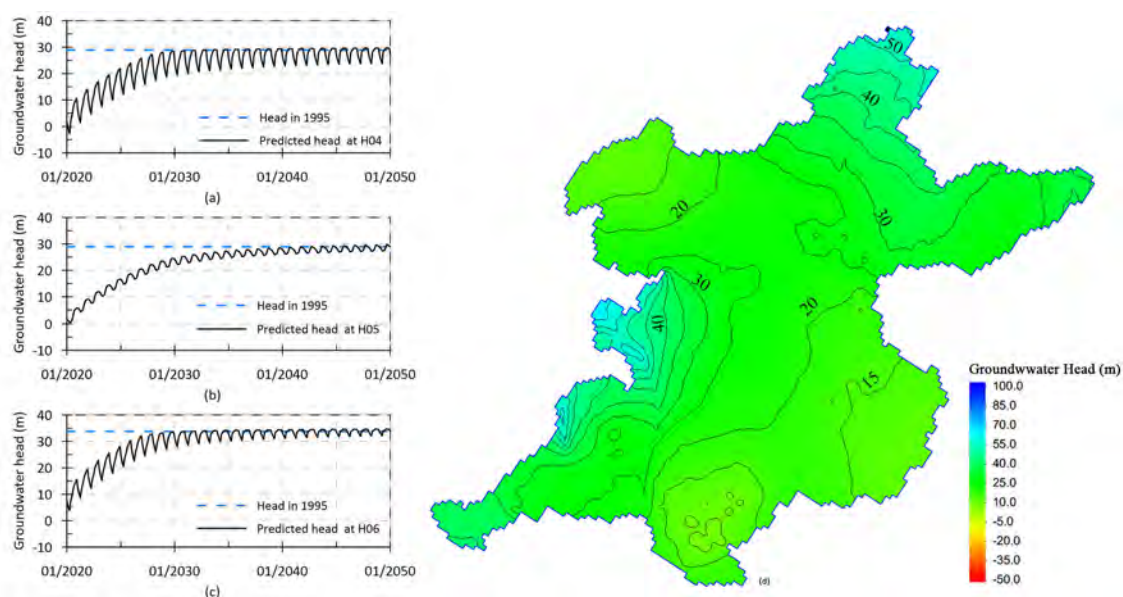 Groundwater head (m)
40
30
20
10
0
-10
Head in 1995
Predicted head at H04
01/2020 01/2030 01/2040 01/2050
(a)
Groundwater head (m)
40
30
20
10
0
-10
Head in 1995
Predicted head at H05
01/2020 01/2030 01/2040 01/2050
(b)
Groundwater head (m)
40
30
20
10
0
-10
Head in 1995
Predicted head at H06
01/2020 01/2030 01/2040 01/2050
(c)
50
40
20
30
30
20
40
15
Groundwwater Head (m)
100.0
85.0
70.0
55.0
40.0
25.0
10.0
-5.0
-20.0
-35.0
-50.0
(d)